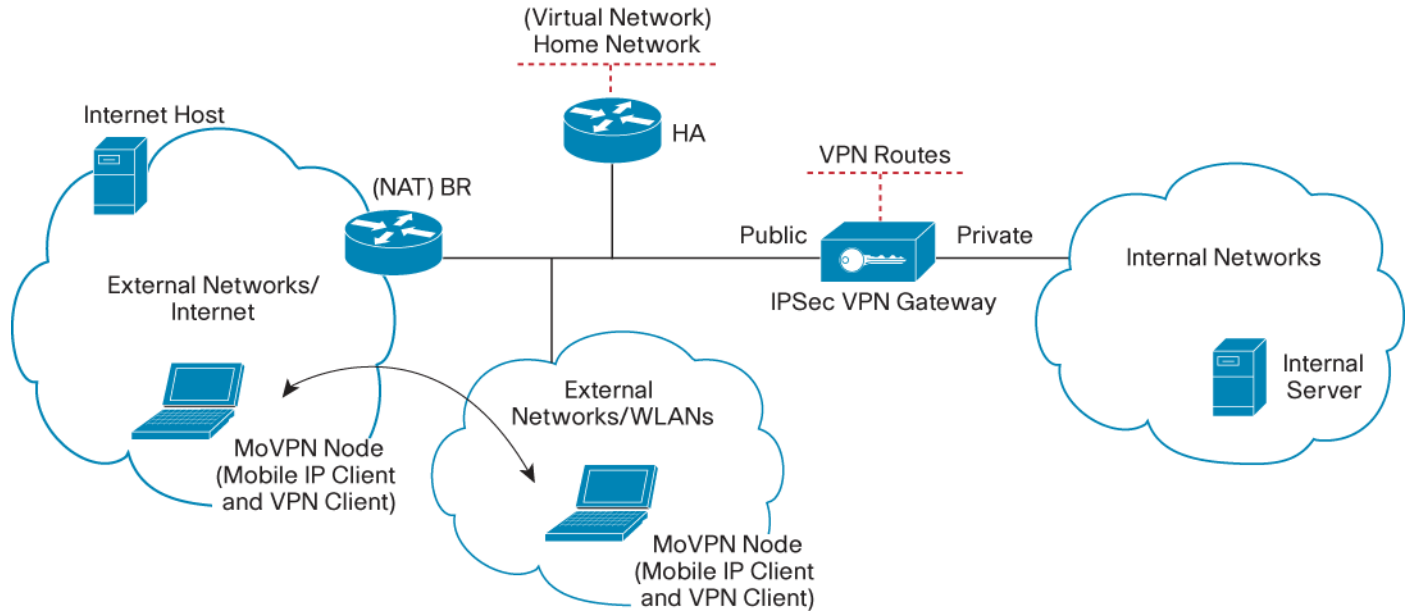 (Virtual Network)
Home Network
Internet Host
HA
VPN Routes
(NAT) BR
Public
Private
Internal Networks
External Networks/
Internet
IPSec VPN Gateway
External
Networks/WLANs
Internal
Server
MoVPN Node
(Mobile IP Client
and VPN Client)
MoVPN Node
(Mobile IP Client
and VPN Client)